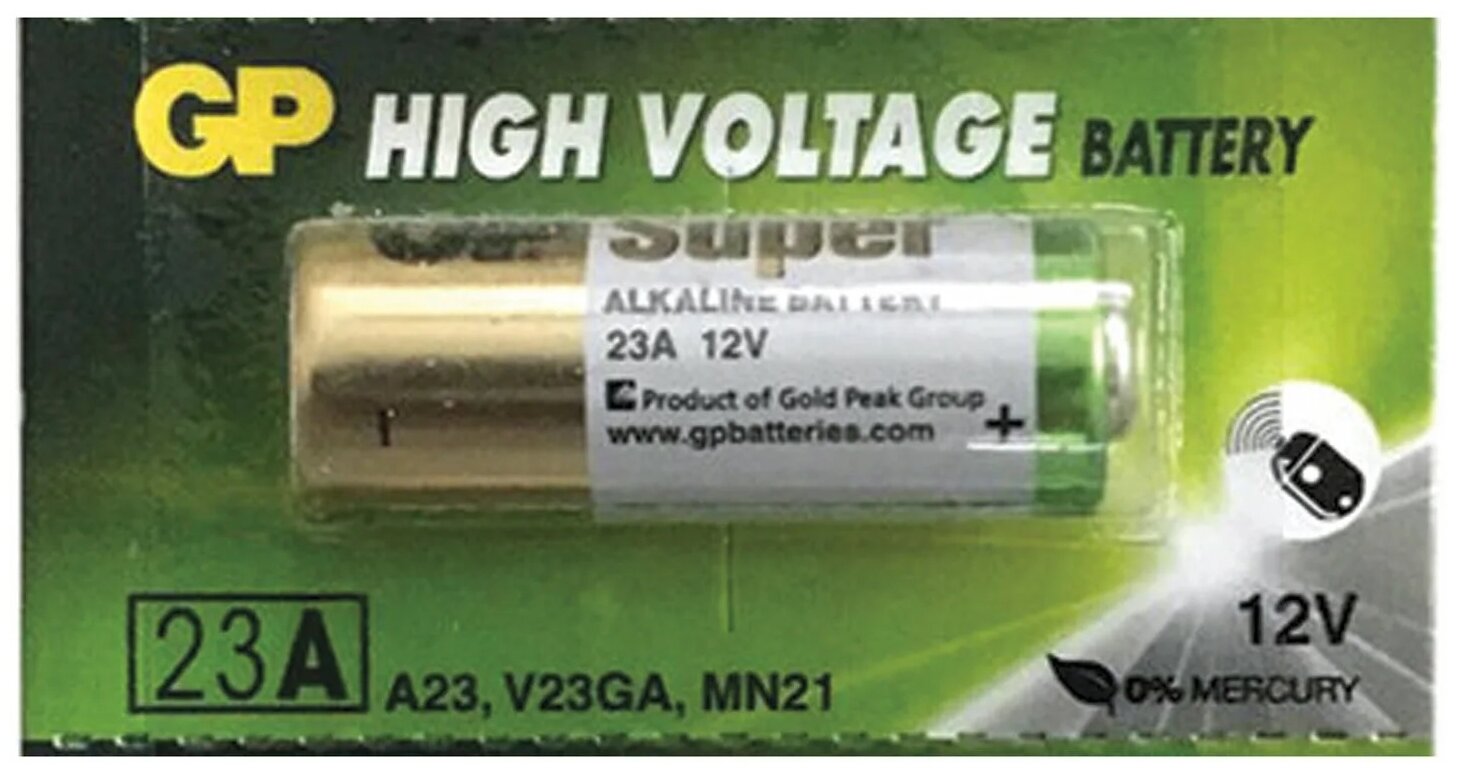 GP HIGH VOLTAGE BATTERY
GP Super
ALKALINE BATTERY
23A 12V
Product of Gold Peak Group
www.gpbatteries.com
+
23A A23, V23GA, MN21
12V
0% MERCURY